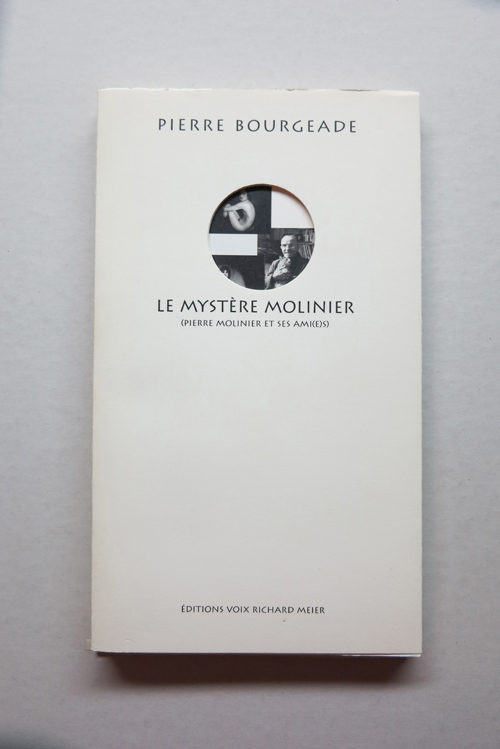 PIERRE BOURGEADE
LE MYSTÈRE MOLINIER
(PIERRE MOLINIER ET SES AMI(E)S)
ÉDITIONS VOIX RICHARD MEIER